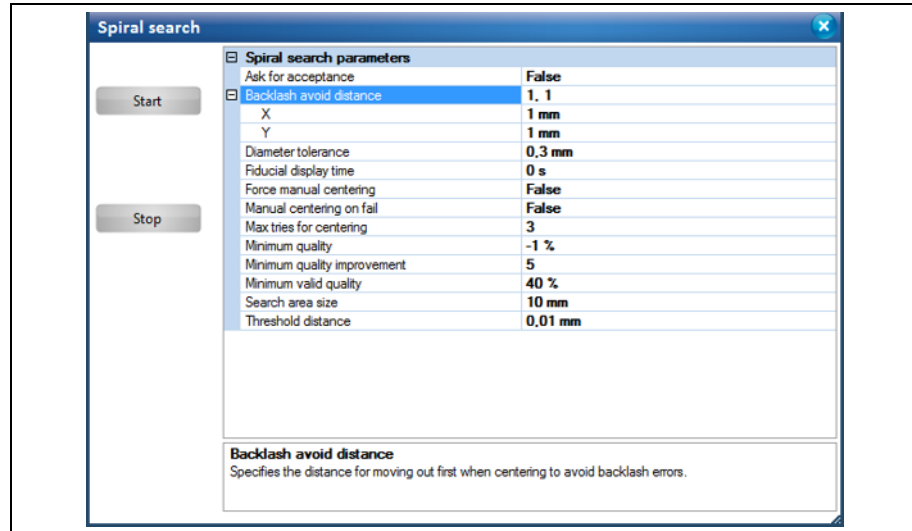 Spiral search
Start
Stop
Spiral search parameters
Ask for acceptance False
Backlash avoid distance 1, 1
X 1 mm
Y 1 mm
Diameter tolerance 0,3 mm
Fiducial display time 0 s
Force manual centering False
Manual centering on fail False
Max tries for centering 3
Minimum quality -1 %
Minimum quality improvement 5
Minimum valid quality 40 %
Search area size 10 mm
Threshold distance 0,01 mm
Backlash avoid distance
Specifies the distance for moving out first when centering to avoid backlash errors.